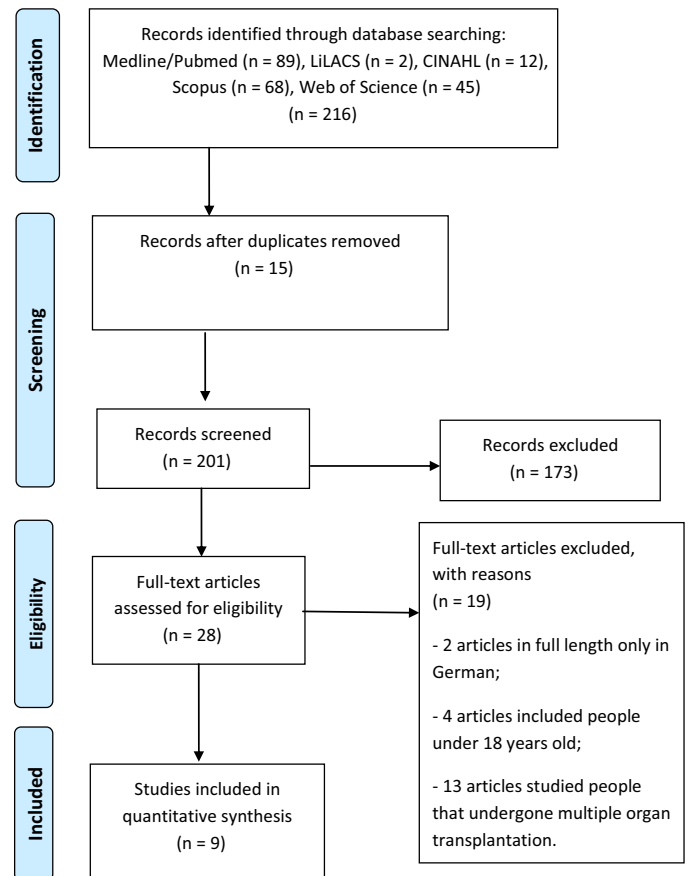 Identification
Records identified through database searching:
Medline/Pubmed (n = 89), LiLACS (n = 2), CINAHL (n = 12),
Scopus (n = 68), Web of Science (n = 45)
(n = 216)
Screening
Records after duplicates removed
(n = 15)
Records screened
(n = 201)
Records excluded
(n = 173)
Eligibility
Full-text articles
assessed for eligibility
(n = 28)
Full-text articles excluded,
with reasons
(n = 19)
- 2 articles in full length only in
German;
- 4 articles included people
under 18 years old;
- 13 articles studied people
that undergone multiple organ
transplantation.
Included
Studies included in
quantitative synthesis
(n = 9)